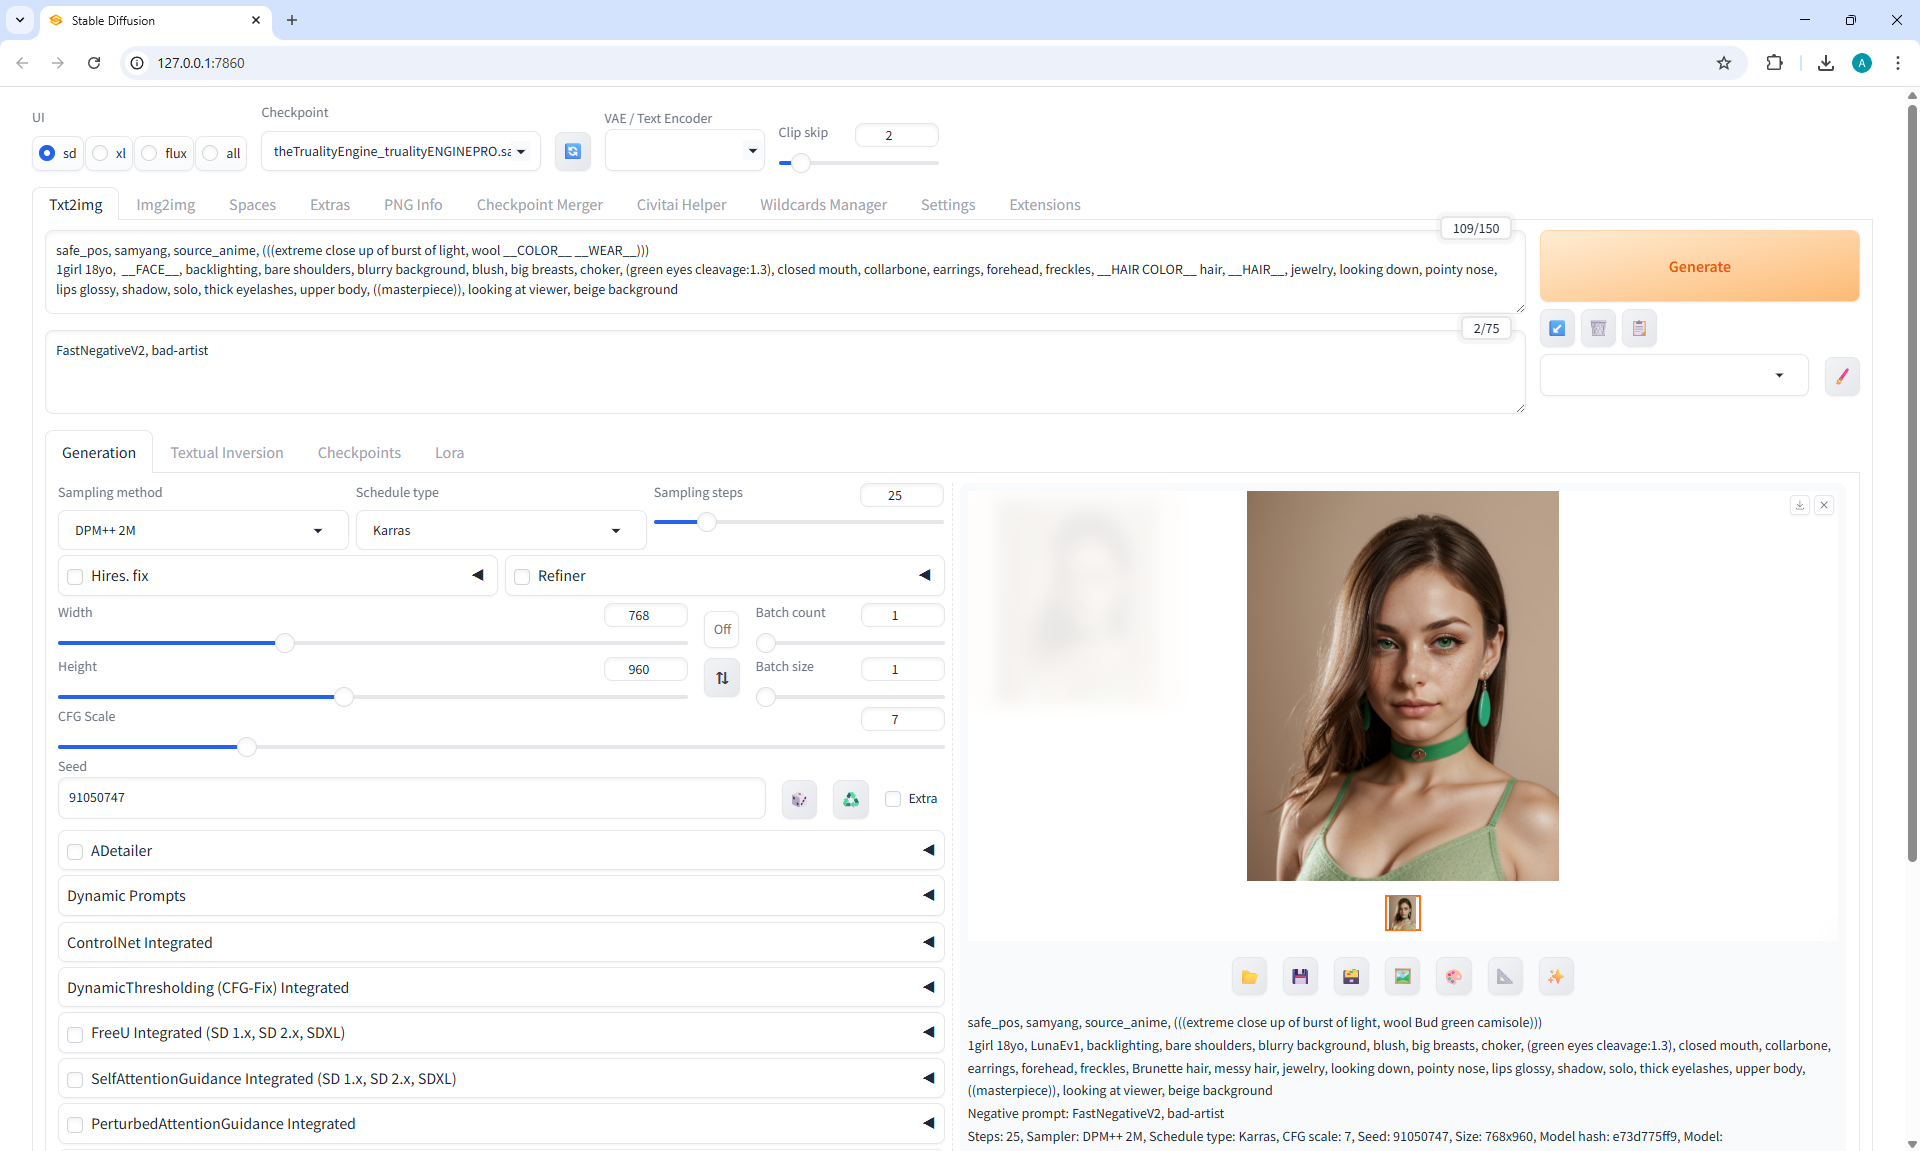 Stable Diffusion
127.0.0.1:7860
UI
Checkpoint
VAE / Text Encoder
Clip skip
2
sd
xl
flux
all
theTrualityEngine_trualityENGINEPRO.sa
Txt2img
Img2img
Spaces
Extras
PNG Info
Checkpoint Merger
Civitai Helper
Wildcards Manager
Settings
Extensions
109/150
safe_pos, samyang, source_anime, (((extreme close up of burst of light, wool __COLOR__ __WEAR__)))
1girl 18yo,  __FACE__, backlighting, bare shoulders, blurry background, blush, big breasts, choker, (green eyes cleavage:1.3), closed mouth, collarbone, earrings, forehead, freckles, __HAIR COLOR__ hair, __HAIR__, jewelry, looking down, pointy nose,
lips glossy, shadow, solo, thick eyelashes, upper body, ((masterpiece)), looking at viewer, beige background
Generate
2/75
FastNegativeV2, bad-artist
Generation
Textual Inversion
Checkpoints
Lora
Sampling method
Schedule type
Sampling steps
25
DPM++ 2M
Karras
Hires. fix
Refiner
Width
768
Off
Batch count
1
Height
960
Batch size
1
CFG Scale
7
Seed
91050747
Extra
ADetailer
Dynamic Prompts
ControlNet Integrated
DynamicThresholding (CFG-Fix) Integrated
FreeU Integrated (SD 1.x, SD 2.x, SDXL)
SelfAttentionGuidance Integrated (SD 1.x, SD 2.x, SDXL)
PerturbedAttentionGuidance Integrated
safe_pos, samyang, source_anime, (((extreme close up of burst of light, wool Bud green camisole)))
1girl 18yo, LunaEv1, backlighting, bare shoulders, blurry background, blush, big breasts, choker, (green eyes cleavage:1.3), closed mouth, collarbone,
earrings, forehead, freckles, Brunette hair, messy hair, jewelry, looking down, pointy nose, lips glossy, shadow, solo, thick eyelashes, upper body,
((masterpiece)), looking at viewer, beige background
Negative prompt: FastNegativeV2, bad-artist
Steps: 25, Sampler: DPM++ 2M, Schedule type: Karras, CFG scale: 7, Seed: 91050747, Size: 768x960, Model hash: e73d775ff9, Model:
A